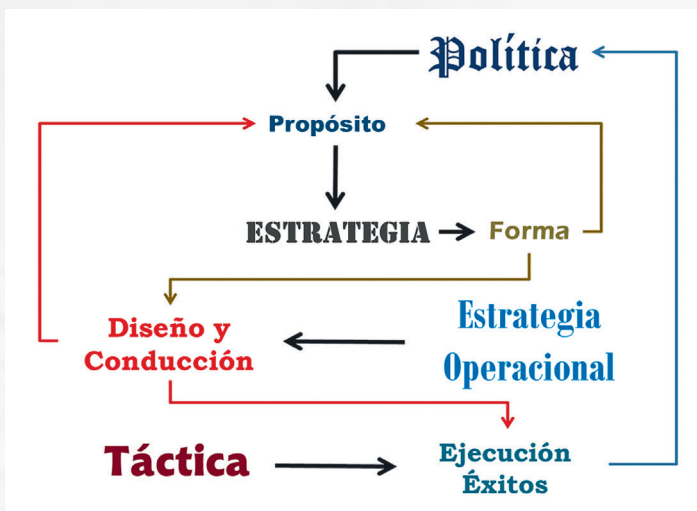 Política
Propósito
ESTRATEGIA
Forma
Diseño y
Conducción
Estrategia
Operacional
Táctica
Ejecución
Éxitos